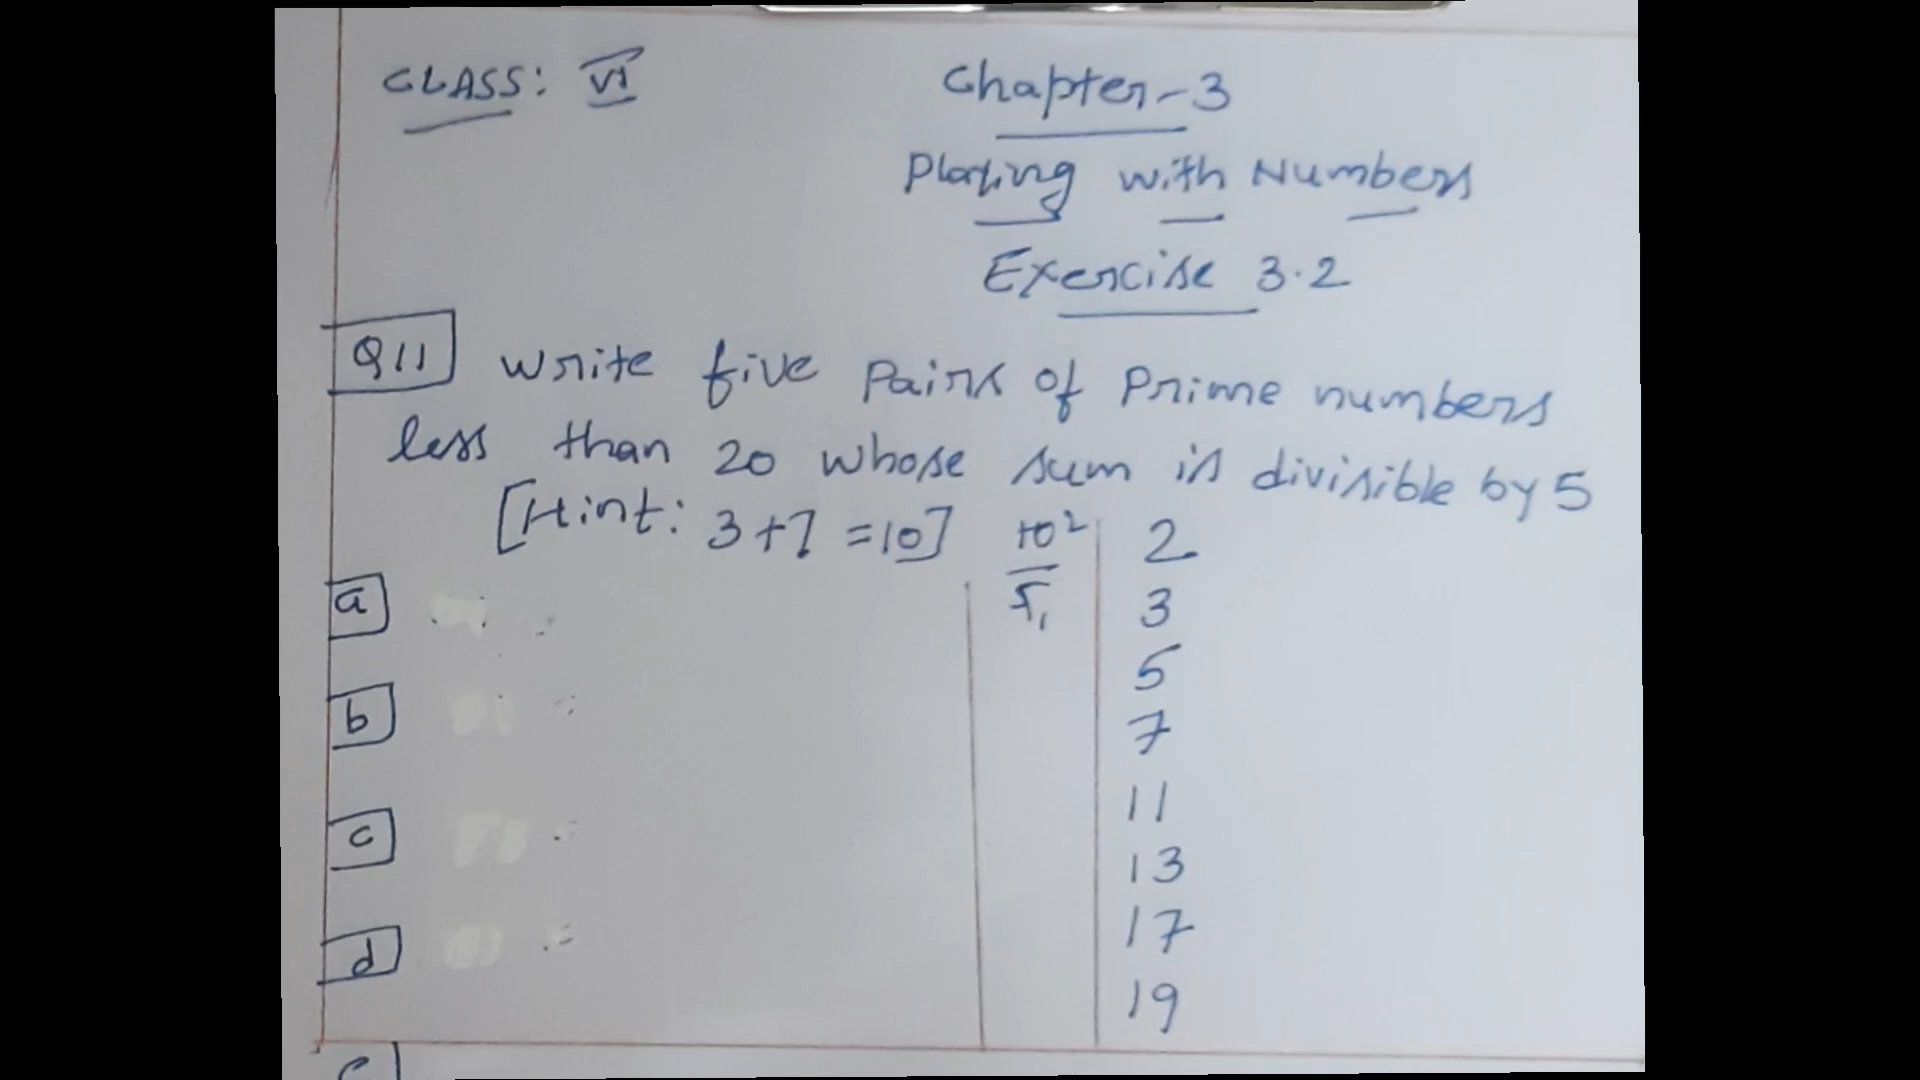 CLASS: VI
Chapter-3
Playing with Numbers
Exercise 3.2
Q11 Write five Pairs of Prime numbers
less than 20 whose sum is divisible by 5
[Hint: 3+7 =10] 10²
5₁
2
3
5
7
11
13
17
19
a
b
c
d